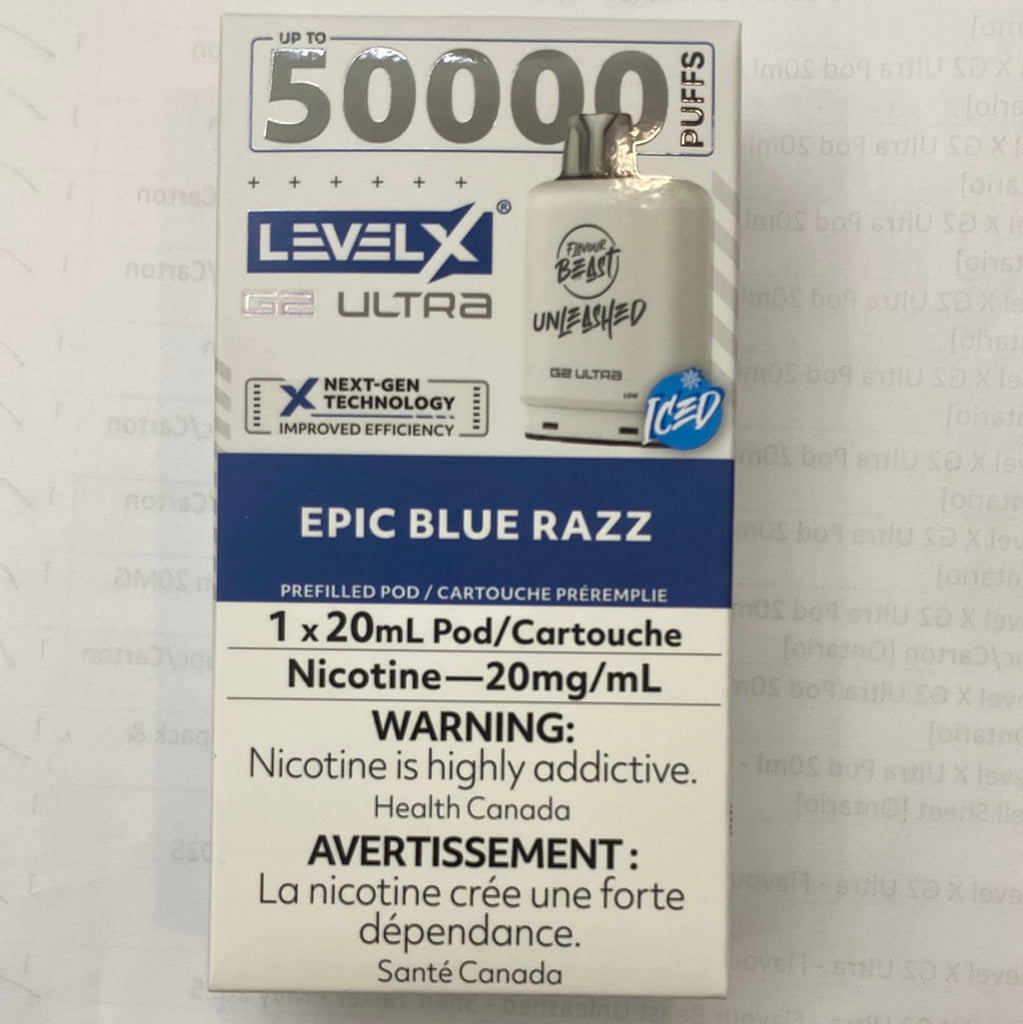 UP TO
50000
PUFFS
+ + + + + +
LEVELX®
G2 ULTRA
FLAVOUR
BEAST
UNLEASHED
G2 ULTRA
ICED
X NEXT-GEN
TECHNOLOGY
IMPROVED EFFICIENCY
EPIC BLUE RAZZ
PREFILLED POD / CARTOUCHE PRÉREMPLIE
1 x 20mL Pod/Cartouche
Nicotine—20mg/mL
WARNING:
Nicotine is highly addictive.
Health Canada
AVERTISSEMENT :
La nicotine crée une forte
dépendance.
Santé Canada